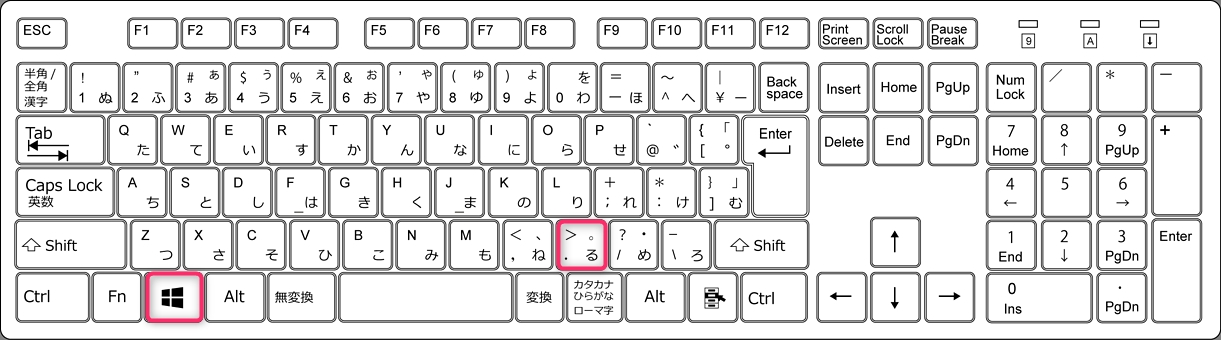 ESC F1 F2 F3 F4 F5 F6 F7 F8 F9 F10 F11 F12 Print Screen Scroll Lock Pause Break 9 A
半角/全角 漢字 ! 1 ぬ " 2 ふ # ぁ 3 あ $ ぅ 4 う % ぇ 5 え & ぉ 6 お ' ゃ 7 や ( ゅ 8 ゆ ) ょ 9 よ を 0 わ = - ほ ~ ^ へ | ¥ ー Back space Insert Home PgUp Num Lock / * -
Tab Q た W て E い R す T か Y ん U な I に O ら P せ ` @ ゛ { 「 [ ゜ Enter Delete End PgDn 7 Home 8 ↑ 9 PgUp +
Caps Lock 英数 A ち S と D し F _ は G き H く J _ ま K の L り + ; れ * : け } 」 ] む 4 ← 5 6 →
Shift Z つ X さ C そ V ひ B こ N み M も < 、 , ね > 。 . る ? ・ / め _ \ ろ Shift ↑ 1 End 2 ↓ 3 PgDn Enter
Ctrl Fn Alt 無変換 変換 カタカナ ひらがな ローマ字 Alt Ctrl ← ↓ → 0 Ins . PgDn